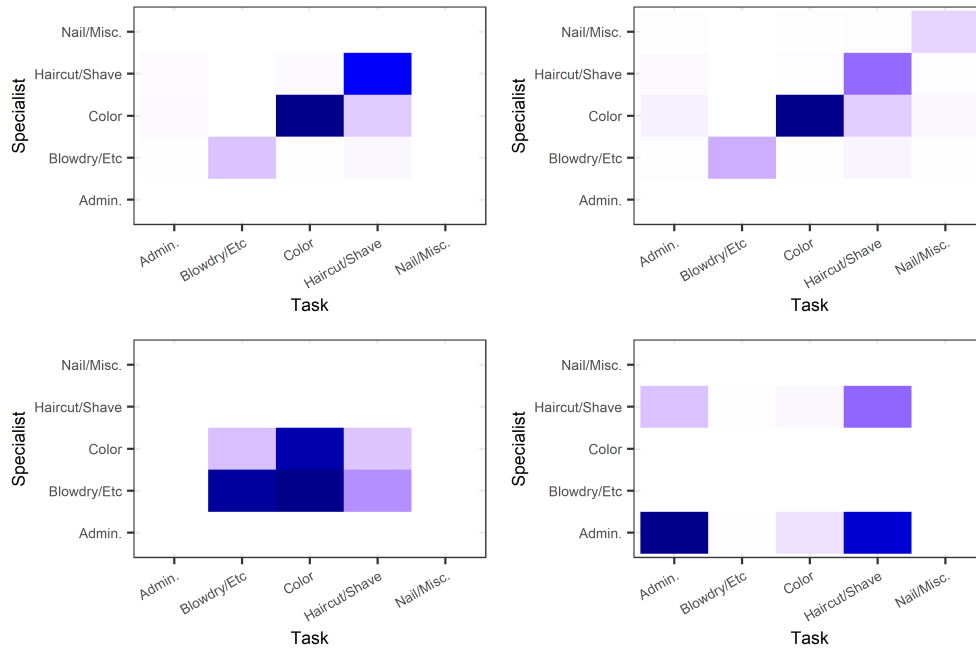 Specialist
Nail/Misc.
Haircut/Shave
Color
Blowdry/Etc
Admin.
Admin.
Blowdry/Etc
Color
Haircut/Shave
Nail/Misc.
Task
Specialist
Nail/Misc.
Haircut/Shave
Color
Blowdry/Etc
Admin.
Admin.
Blowdry/Etc
Color
Haircut/Shave
Nail/Misc.
Task
Specialist
Nail/Misc.
Haircut/Shave
Color
Blowdry/Etc
Admin.
Admin.
Blowdry/Etc
Color
Haircut/Shave
Nail/Misc.
Task
Specialist
Nail/Misc.
Haircut/Shave
Color
Blowdry/Etc
Admin.
Admin.
Blowdry/Etc
Color
Haircut/Shave
Nail/Misc.
Task